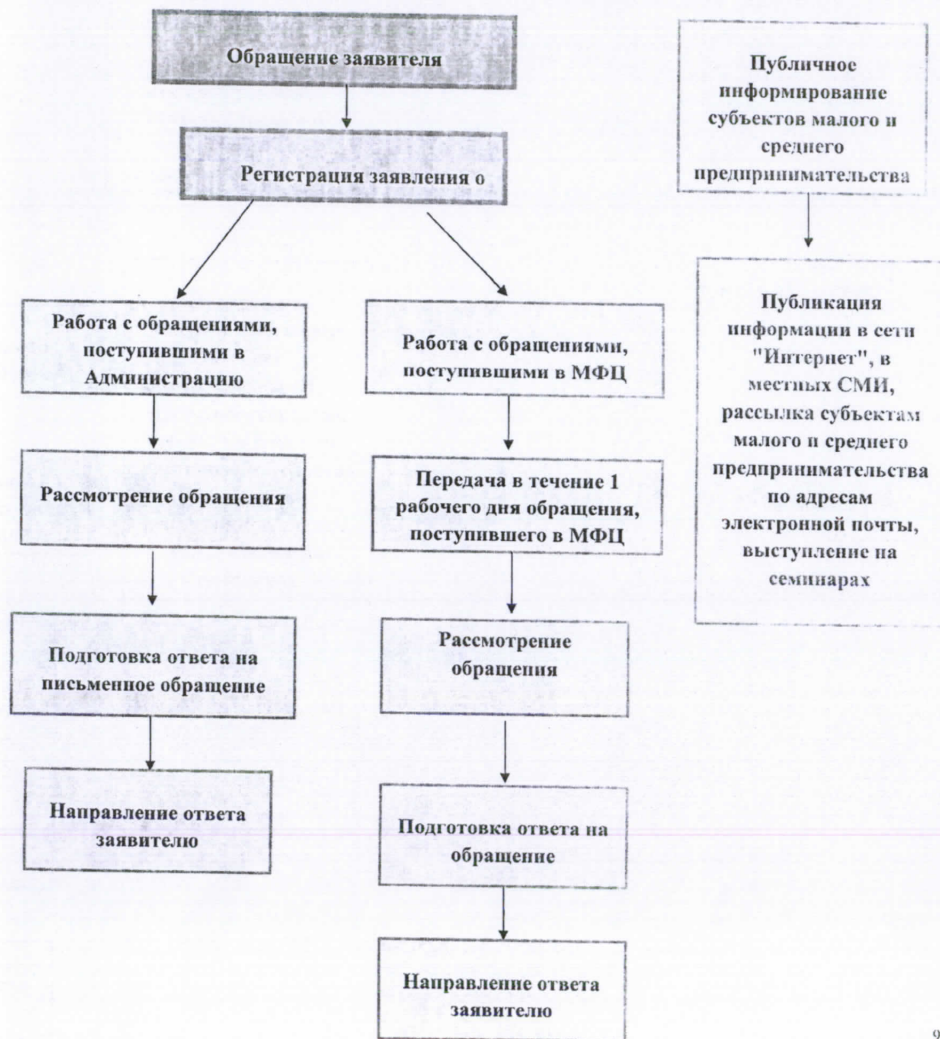 Обращение заявителя
Регистрация заявления о
Работа с обращениями,
поступившими в
Администрацию
Рассмотрение обращения
Подготовка ответа на
письменное обращение
Направление ответа
заявителю
Работа с обращениями,
поступившими в МФЦ
Передача в течение 1
рабочего дня обращения,
поступившего в МФЦ
Рассмотрение
обращения
Подготовка ответа на
обращение
Направление ответа
заявителю
Публичное
информирование
субъектов малого и
среднего
предпринимательства
Публикация
информации в сети
"Интернет", в
местных СМИ,
рассылка субъектам
малого и среднего
предпринимательства
по адресам
электронной почты,
выступление на
семинарах
9